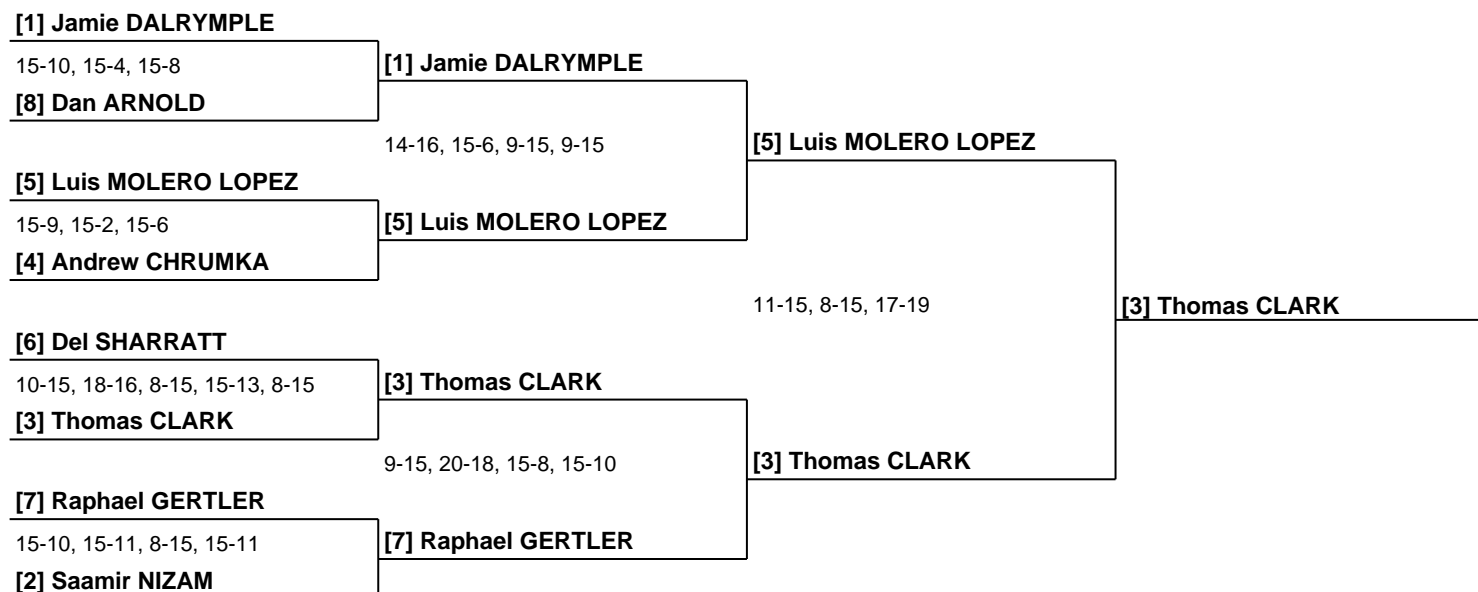 [1] Jamie DALRYMPLE
15-10, 15-4, 15-8
[8] Dan ARNOLD
[1] Jamie DALRYMPLE
14-16, 15-6, 9-15, 9-15
[5] Luis MOLERO LOPEZ
[5] Luis MOLERO LOPEZ
15-9, 15-2, 15-6
[4] Andrew CHRUMKA
[5] Luis MOLERO LOPEZ
11-15, 8-15, 17-19
[3] Thomas CLARK
[6] Del SHARRATT
10-15, 18-16, 8-15, 15-13, 8-15
[3] Thomas CLARK
[3] Thomas CLARK
9-15, 20-18, 15-8, 15-10
[3] Thomas CLARK
[7] Raphael GERTLER
15-10, 15-11, 8-15, 15-11
[2] Saamir NIZAM
[7] Raphael GERTLER